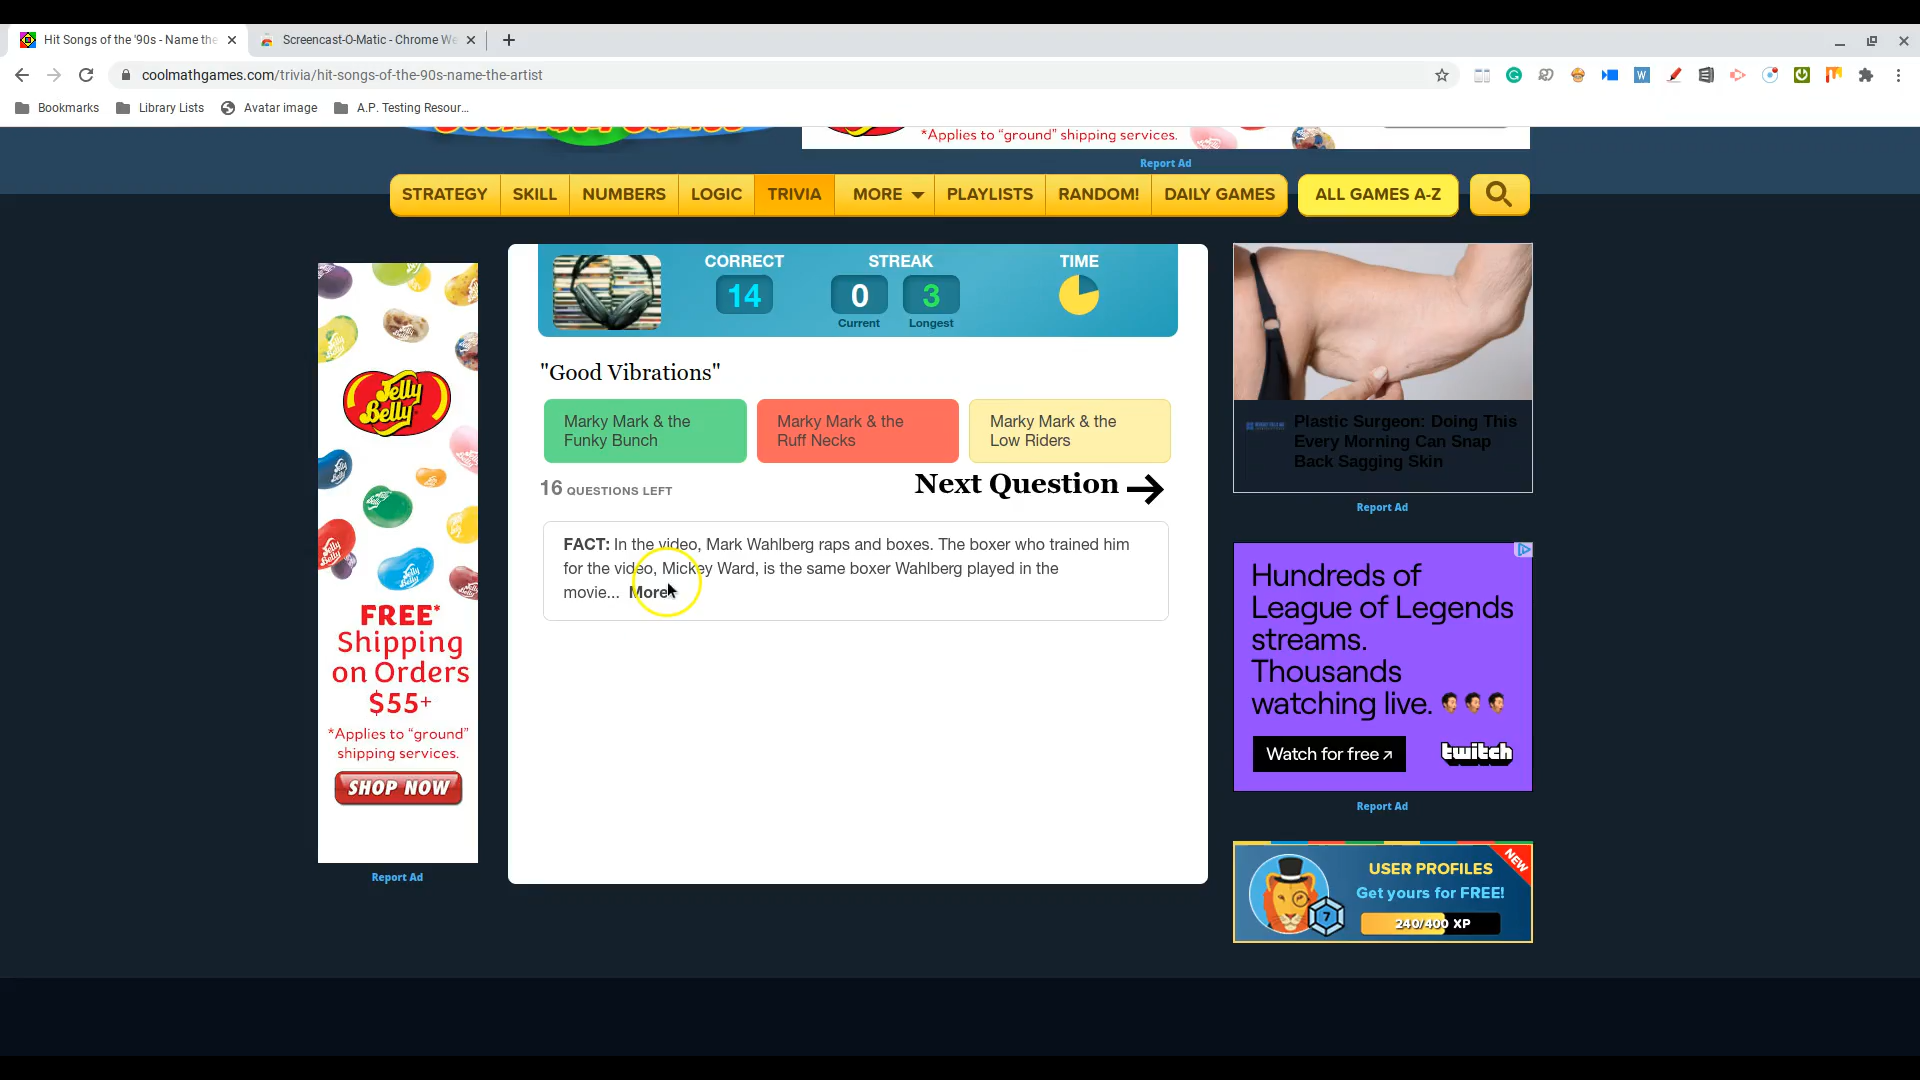 Hit Songs of the '90s - Name the
Screencast-O-Matic - Chrome We
coolmathgames.com/trivia/hit-songs-of-the-90s-name-the-artist
Bookmarks
Library Lists
Avatar image
A.P. Testing Resour...
*Applies to “ground” shipping services.
Report Ad
STRATEGY
SKILL
NUMBERS
LOGIC
TRIVIA
MORE
PLAYLISTS
RANDOM!
DAILY GAMES
ALL GAMES A-Z
CORRECT
STREAK
TIME
14
0
3
Current
Longest
"Good Vibrations"
Marky Mark & the
Funky Bunch
Marky Mark & the
Ruff Necks
Marky Mark & the
Low Riders
16 QUESTIONS LEFT
Next Question
FACT: In the video, Mark Wahlberg raps and boxes. The boxer who trained him
for the video, Mickey Ward, is the same boxer Wahlberg played in the
movie... More
Jelly
Belly
FREE*
Shipping
on Orders
$55+
*Applies to “ground”
shipping services.
SHOP NOW
Report Ad
Plastic Surgeon: Doing This
Every Morning Can Snap
Back Sagging Skin
Report Ad
Hundreds of
League of Legends
streams.
Thousands
watching live.
Watch for free
twitch
Report Ad
USER PROFILES
NEW
Get yours for FREE!
7
240/400 XP